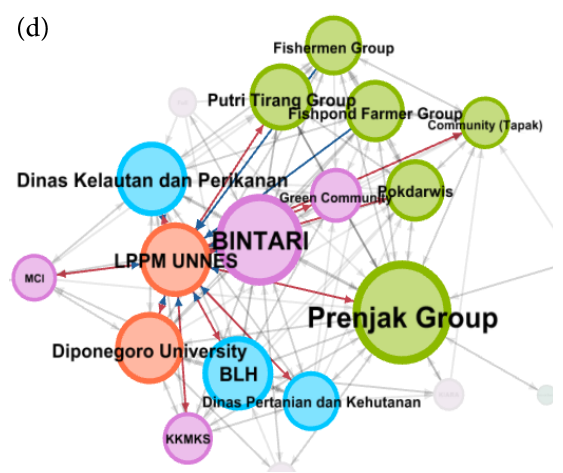 (d)
Fishermen Group
Putri Tirang Group
Fishpond Farmer Group
Community (Tapak)
Dinas Kelautan dan Perikanan
Green Community
Pokdarwis
BINTARI
LPPM UNNES
MCI
Prenjak Group
Diponegoro University
BLH
Dinas Pertanian dan Kehutanan
KKMKS